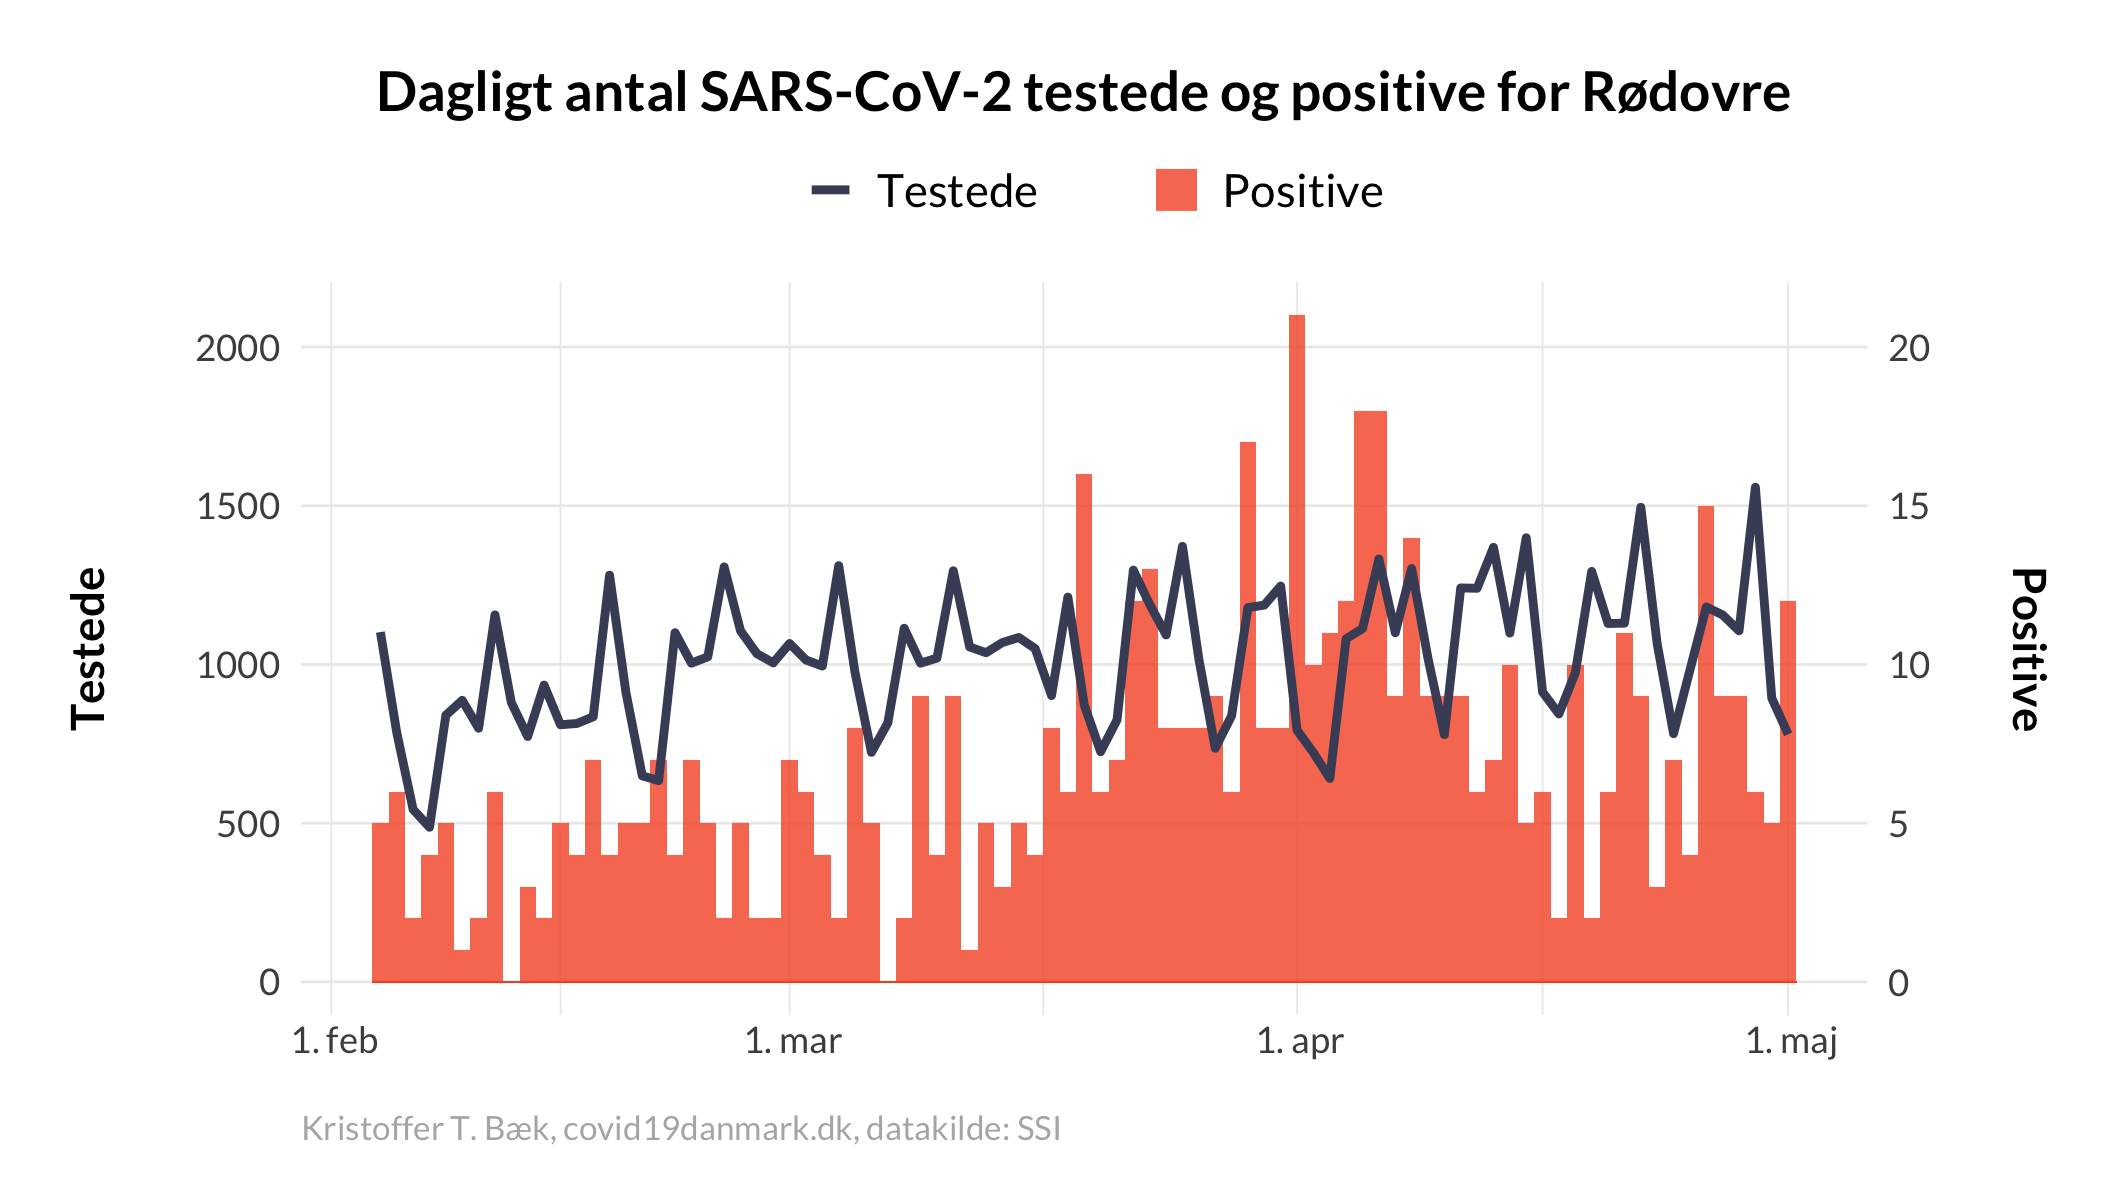 Dagligt antal SARS-CoV-2 testede og positive for Rødovre
Testede
Positive
2000
1500
1000
500
0
Testede
20
15
10
5
0
Positive
1. feb
1. mar
1. apr
1. maj
Kristoffer T. Bæk, covid19danmark.dk, datakilde: SSI